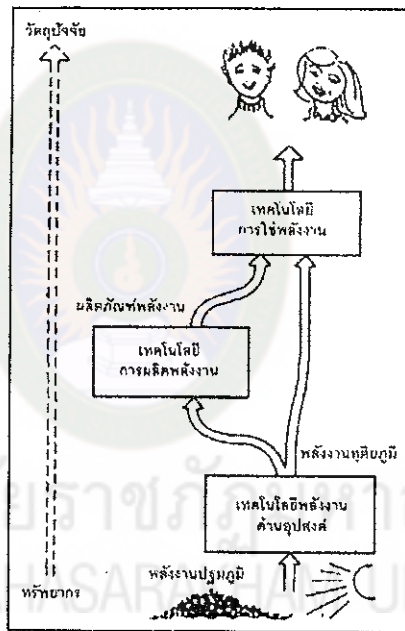 วัตถุปัจจัย
เทคโนโลยี
การใช้พลังงาน
ผลิตภัณฑ์พลังงาน
เทคโนโลยี
การผลิตพลังงาน
พลังงานทุติยภูมิ
เทคโนโลยีพลังงาน
ด้านอุปสงค์
พลังงานปฐมภูมิ
ทรัพยากร